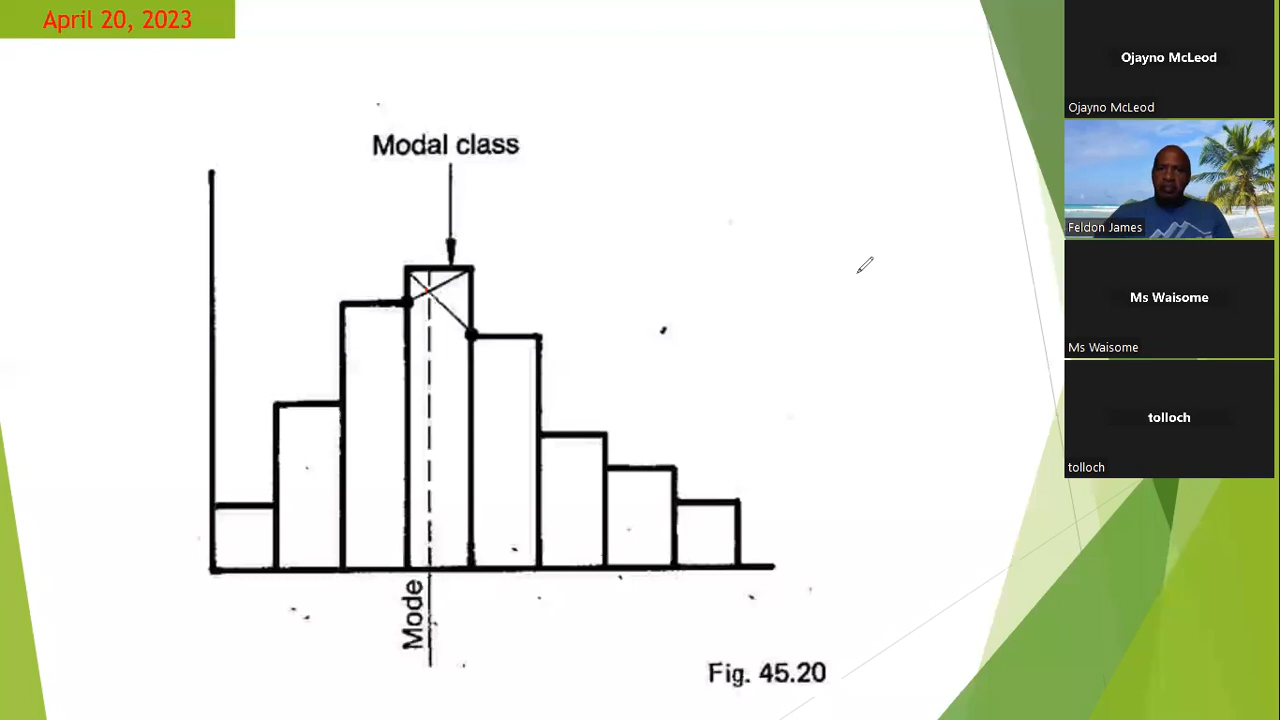 April 20, 2023
Modal class
Mode
Fig. 45.20
Ojayno McLeod
Ojayno McLeod
Feldon James
Ms Waisome
Ms Waisome
tolloch
tolloch